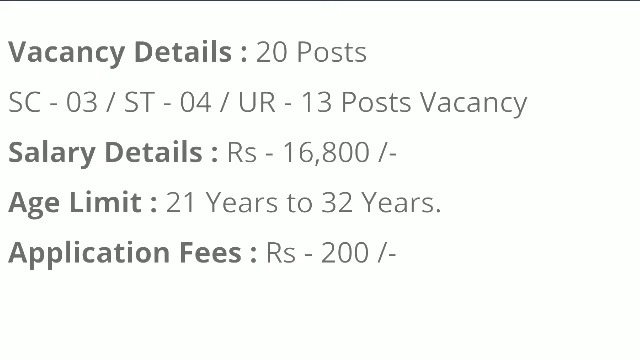 Vacancy Details : 20 Posts
SC - 03 / ST - 04 / UR - 13 Posts Vacancy
Salary Details : Rs - 16,800 /-
Age Limit : 21 Years to 32 Years.
Application Fees : Rs - 200 /-